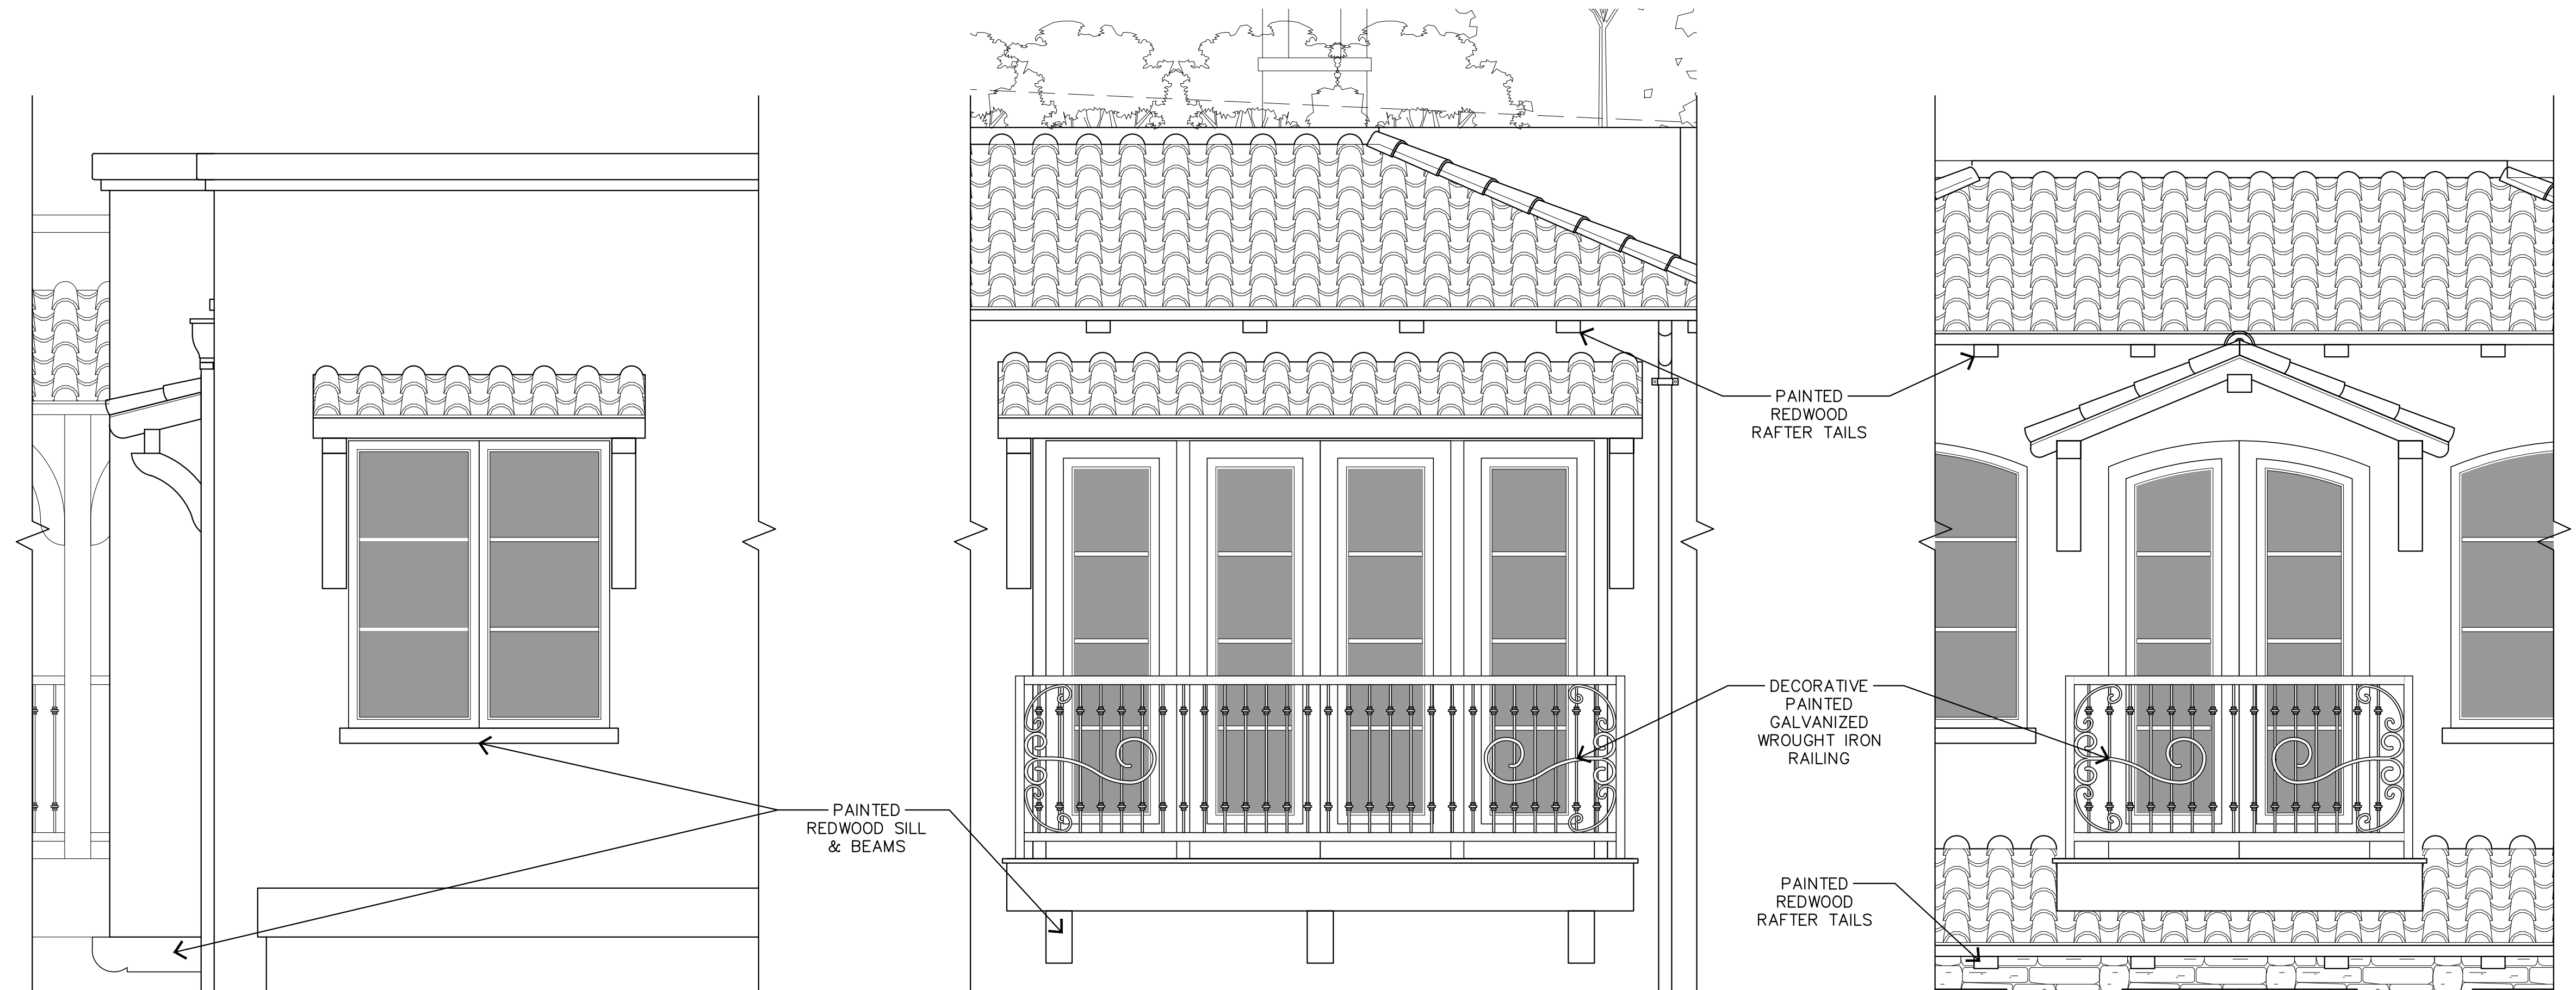 PAINTED
REDWOOD
RAFTER TAILS
DECORATIVE
PAINTED
GALVANIZED
WROUGHT IRON
RAILING
PAINTED
REDWOOD SILL
& BEAMS
PAINTED
REDWOOD
RAFTER TAILS